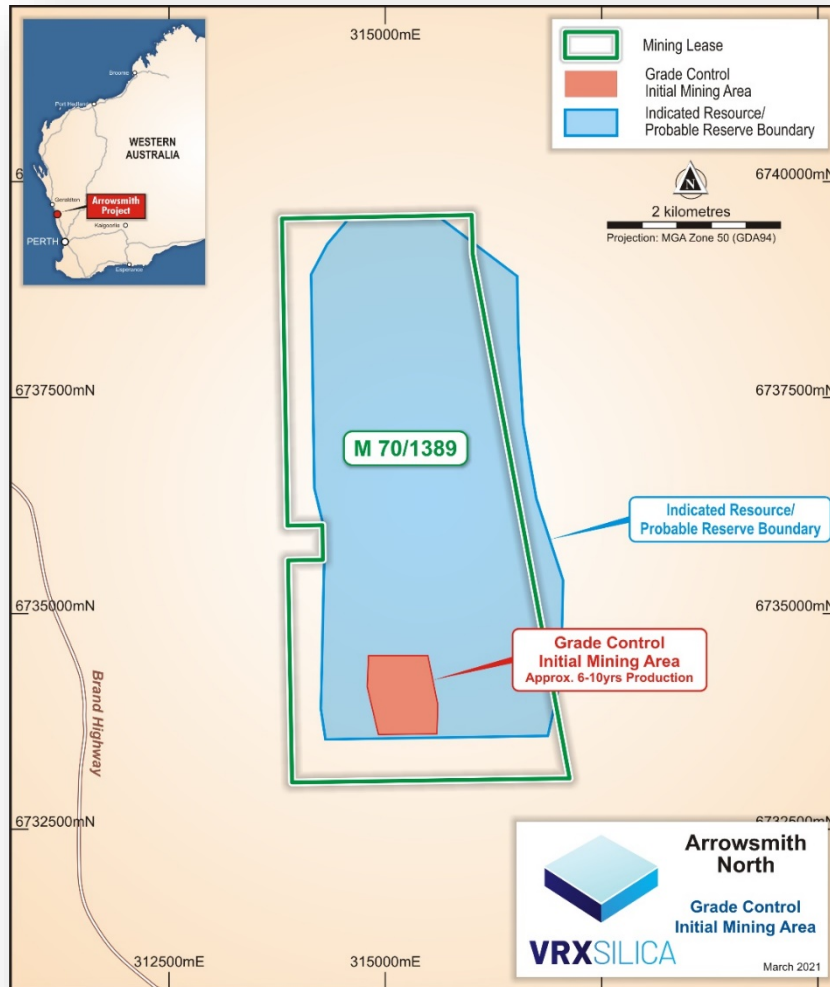 315000mE
Broome
Port Hedland
WESTERN
AUSTRALIA
Geraldton
Arrowsmith
Project
Kalgoorlie
PERTH
Esperance
Mining Lease
Grade Control
Initial Mining Area
Indicated Resource/
Probable Reserve Boundary
6
6740000mN
N
2 kilometres
Projection: MGA Zone 50 (GDA94)
6737500mN
6737500mN
M 70/1389
Indicated Resource/
Probable Reserve Boundary
6735000mN
6735000mN
Grade Control
Initial Mining Area
Approx. 6-10yrs Production
Brand Highway
6732500mN
6732500mN
Arrowsmith
North
Grade Control
Initial Mining Area
VRXSILICA
March 2021
312500mE
315000mE